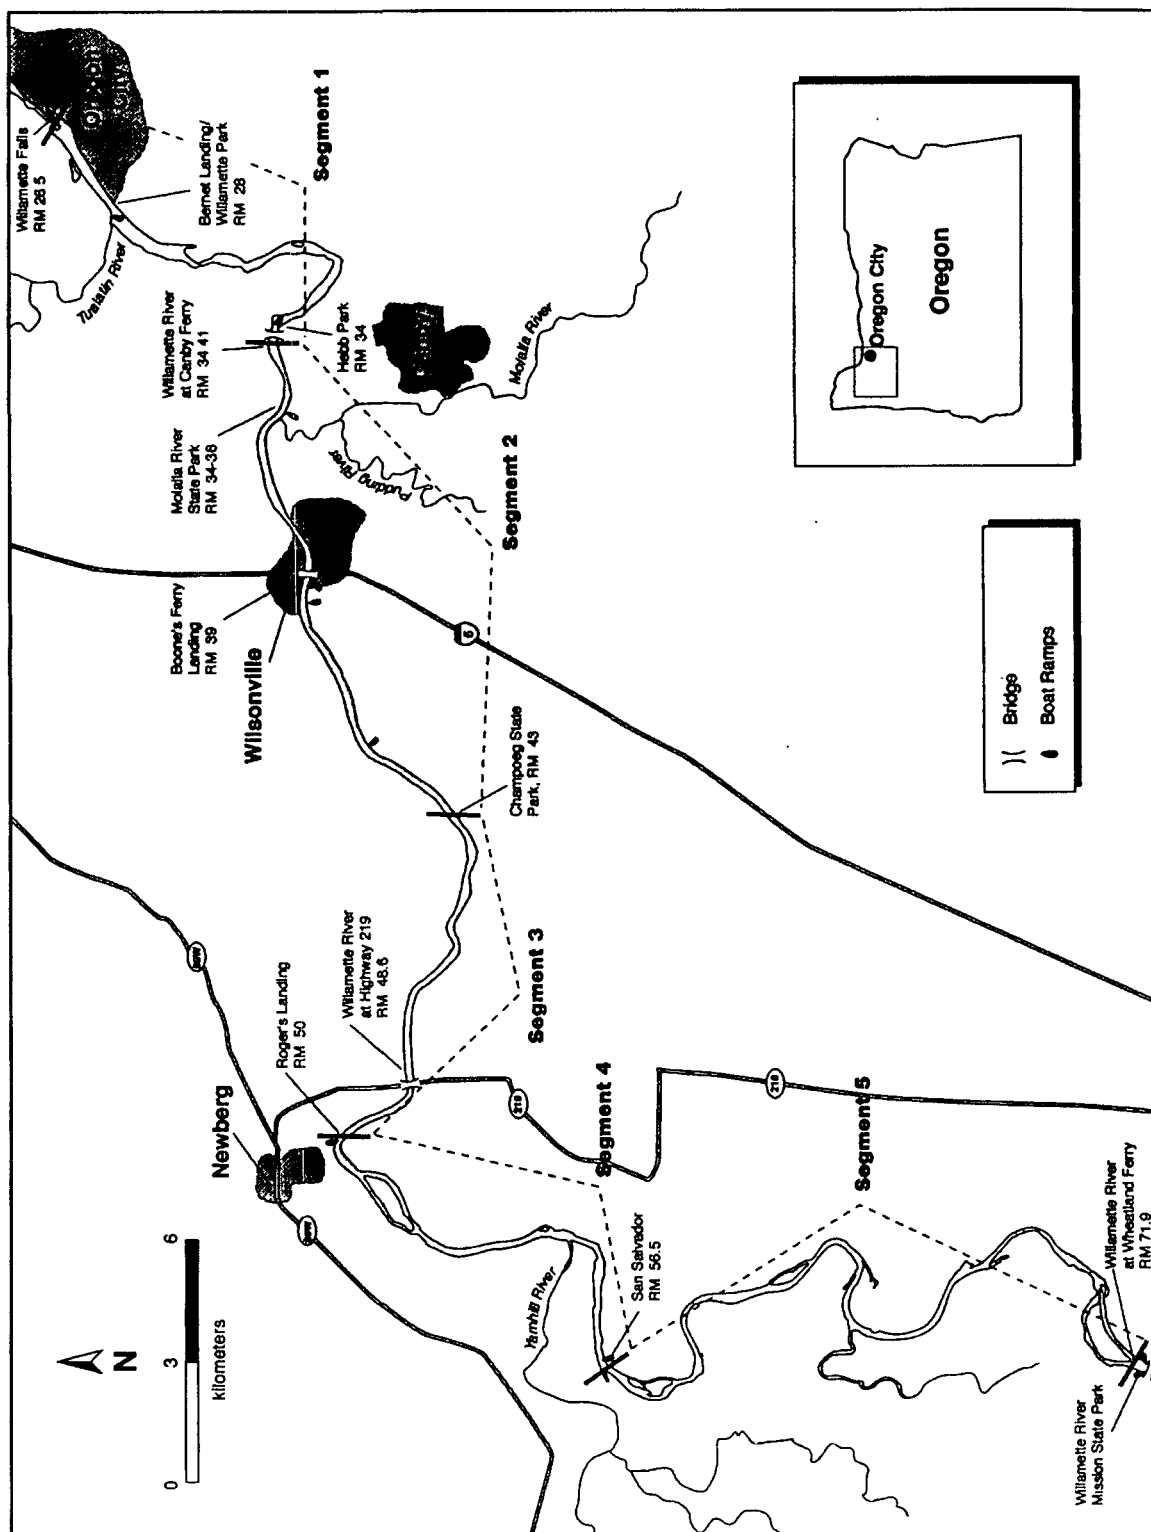 Willamette Falls
RM 26 5
Oregon
City
Bernet Landing/
Willamette Park
RM 28
Segment 1
Tualatin River
Willamette River
at Canby Ferry
RM 34 41
Hebb Park
RM 34
Molalla River
Molalla River
State Park
RM 34-36
Pudding River
Segment 2
Boone's Ferry
Landing
RM 39
Wilsonville
5
Champoeg State
Park, RM 43
Segment 3
Willamette River
at Highway 219
RM 48.6
Roger's Landing
RM 50
Newberg
219
219
Segment 4
Segment 5
Yamhill River
San Salvador
RM 56.5
Willamette River
at Wheatland Ferry
RM 71.9
Willamette River
Mission State Park
N
0
3
6
kilometers
Bridge
Boat Ramps
Oregon City
Oregon